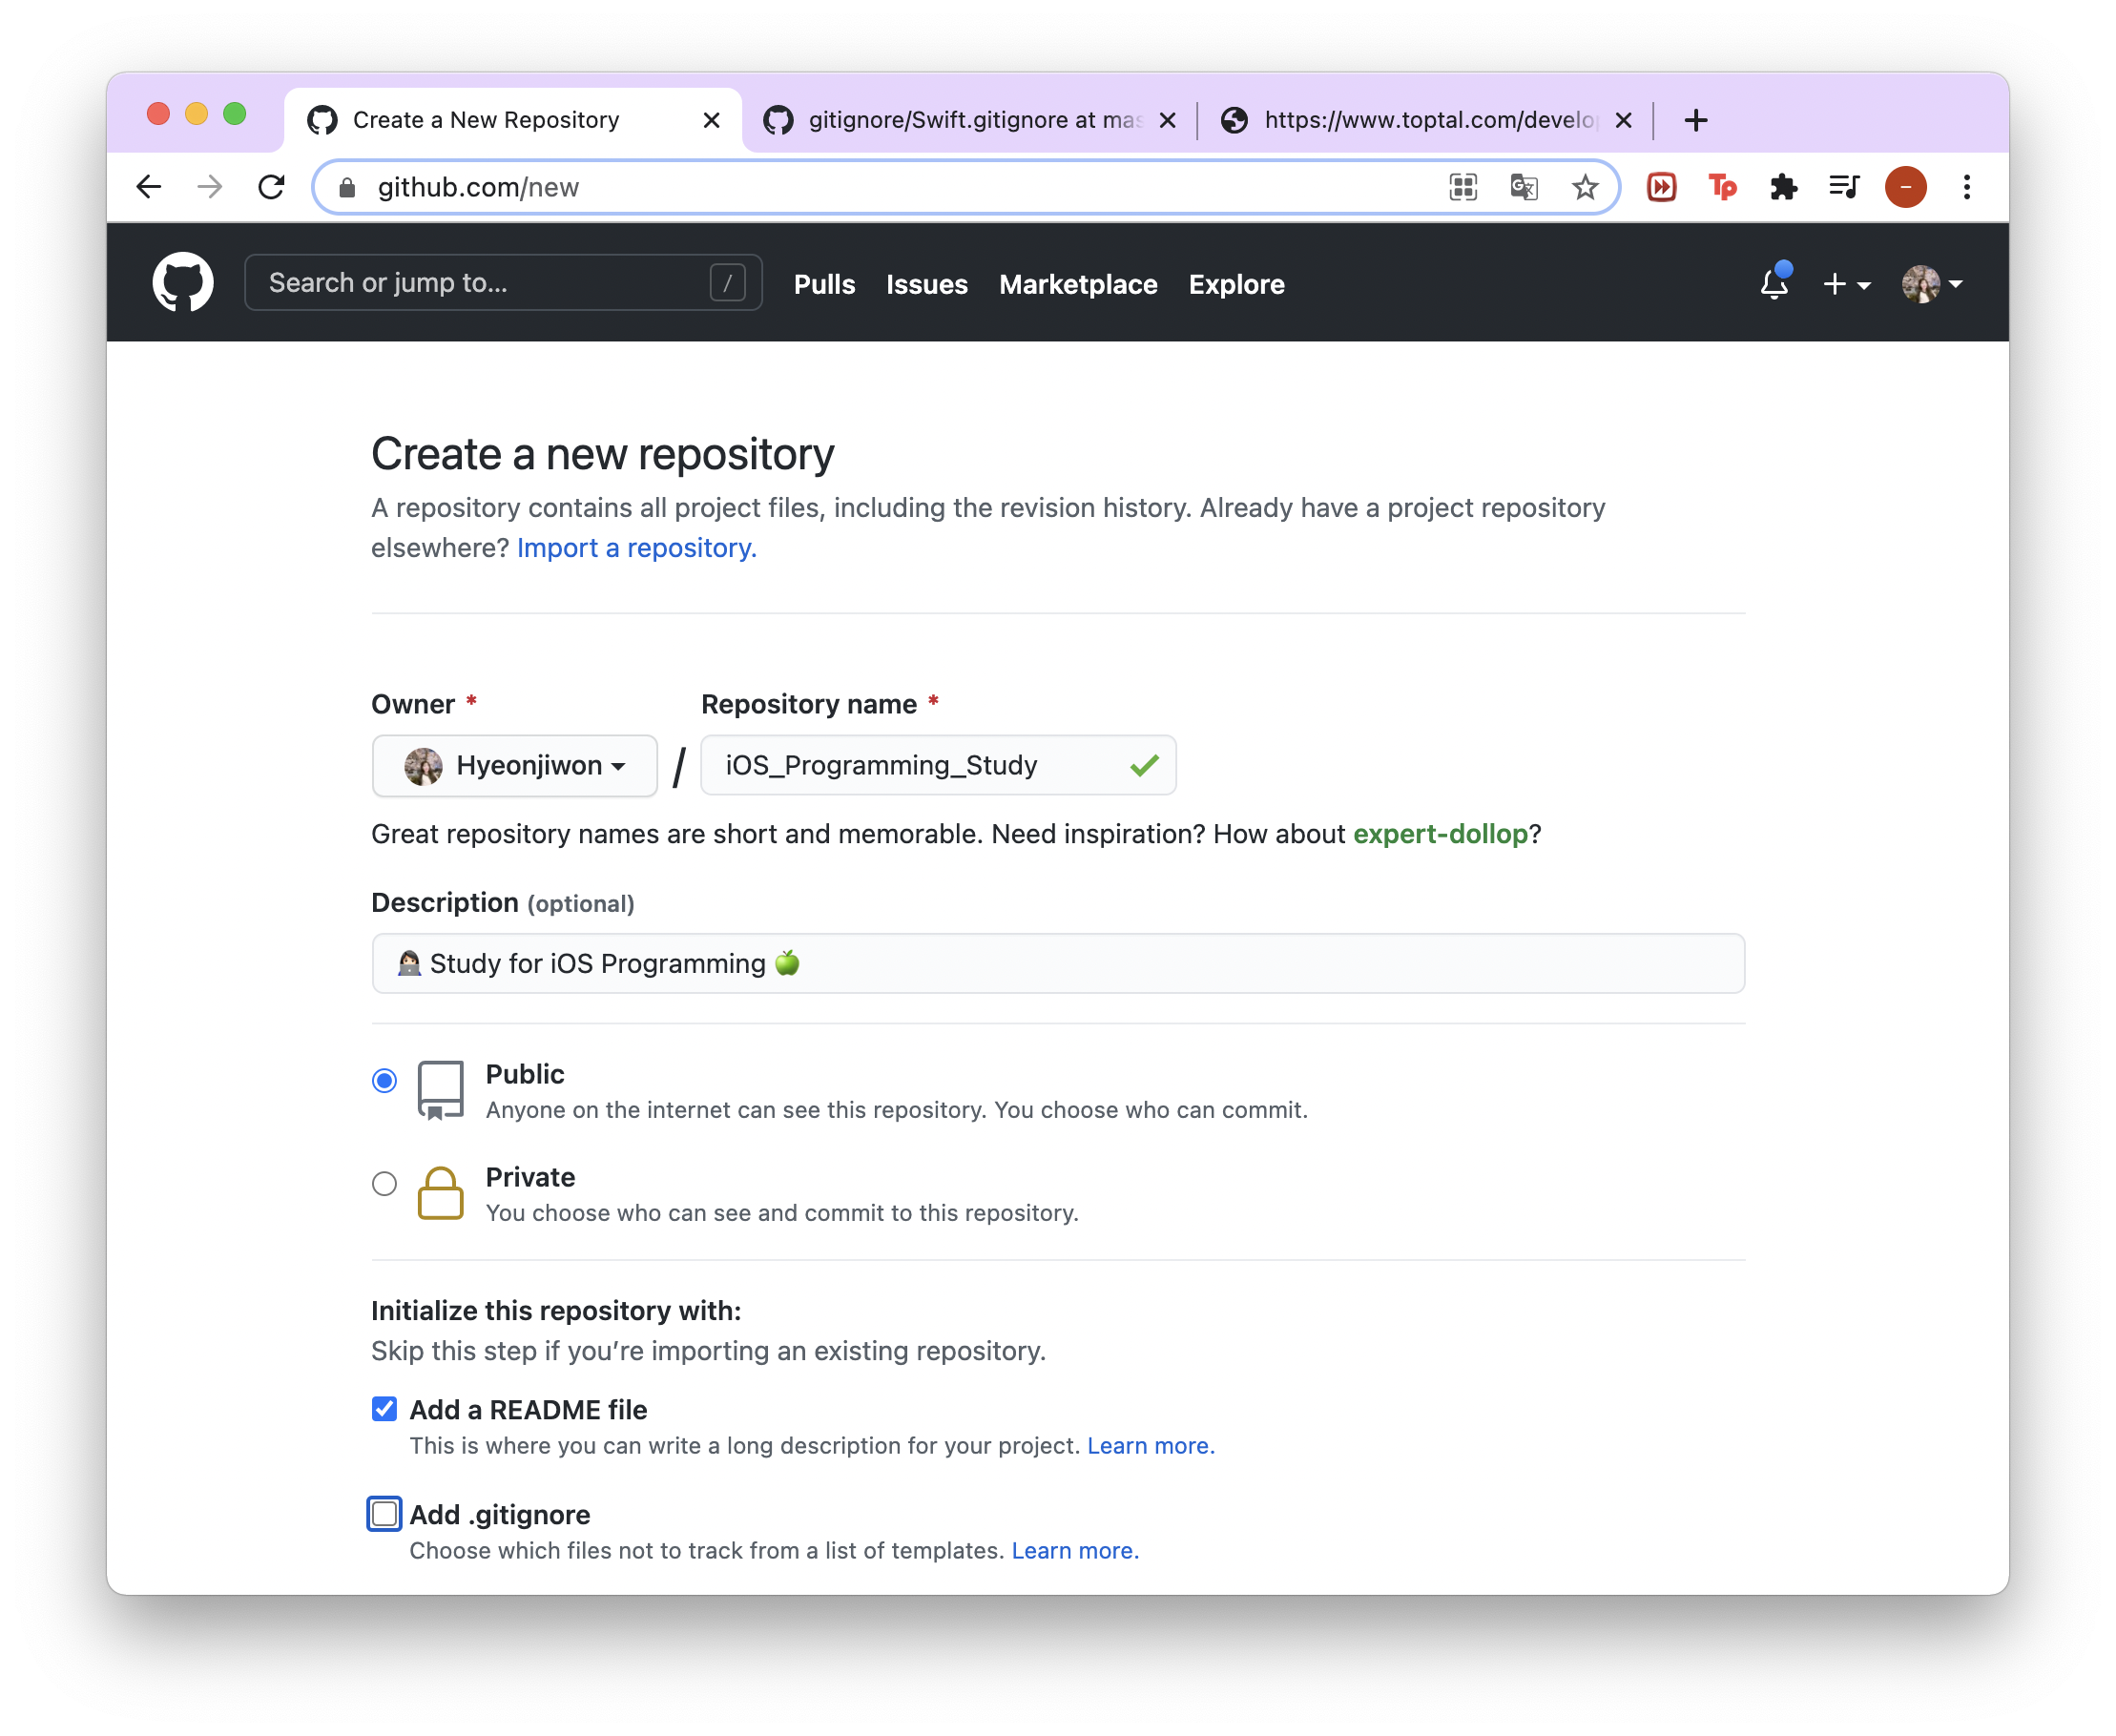 Create a New Repository
gitignore/Swift.gitignore at mas
https://www.toptal.com/develop
github.com/new
Tp
Search or jump to... /
Pulls Issues Marketplace Explore
Create a new repository
A repository contains all project files, including the revision history. Already have a project repository
elsewhere? Import a repository.
Owner * Repository name *
Hyeonjiwon / iOS_Programming_Study
Great repository names are short and memorable. Need inspiration? How about expert-dollop?
Description (optional)
👩🏻‍💻 Study for iOS Programming 🍏
Public
Anyone on the internet can see this repository. You choose who can commit.
Private
You choose who can see and commit to this repository.
Initialize this repository with:
Skip this step if you’re importing an existing repository.
Add a README file
This is where you can write a long description for your project. Learn more.
Add .gitignore
Choose which files not to track from a list of templates. Learn more.